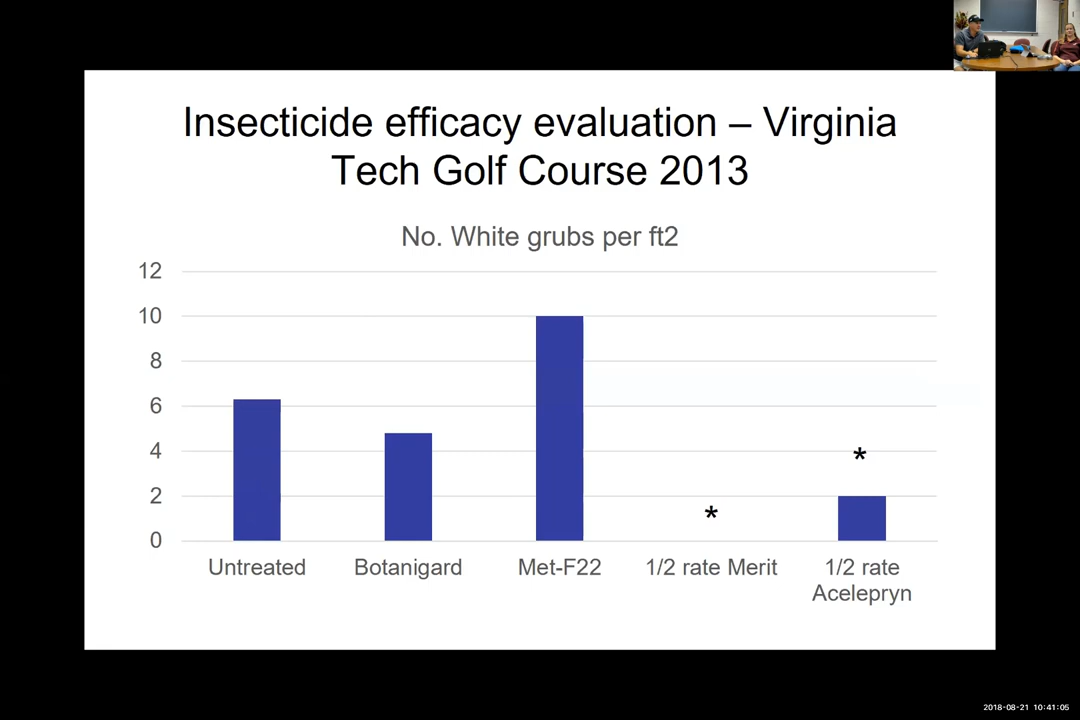 Insecticide efficacy evaluation – Virginia
Tech Golf Course 2013
No. White grubs per ft2
12
10
8
6
4
2
0
*
*
Untreated
Botanigard
Met-F22
1/2 rate Merit
1/2 rate
Acelepryn
2018-08-21 10:41:05